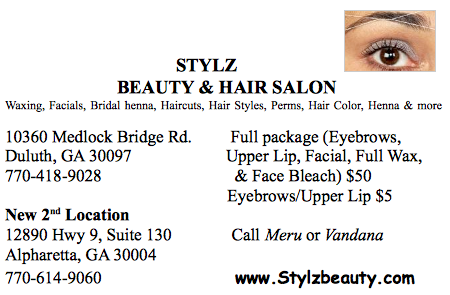 STYLZ
BEAUTY & HAIR SALON
Waxing, Facials, Bridal henna, Haircuts, Hair Styles, Perms, Hair Color, Henna & more
10360 Medlock Bridge Rd.
Duluth, GA 30097
770-418-9028
New 2nd Location
12890 Hwy 9, Suite 130
Alpharetta, GA 30004
770-614-9060
Full package (Eyebrows,
Upper Lip, Facial, Full Wax,
& Face Bleach) $50
Eyebrows/Upper Lip $5
Call Meru or Vandana
www.Stylzbeauty.com